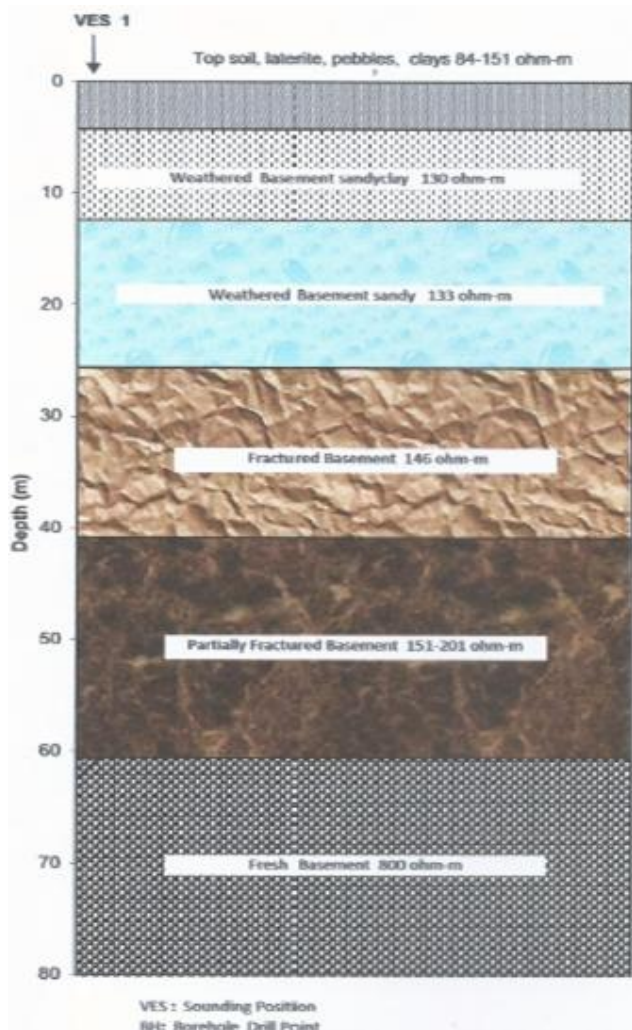 VES 1
Top soil, laterite, pebbles, clays 84-151 ohm-m
0
Weathered Basement sandyclay 130 ohm-m
10
Weathered Basement sandy 133 ohm-m
20
30
Fractured Basement 146 ohm-m
Depth (m)
40
Partially Fractured Basement 151-201 ohm-m
50
60
Fresh Basement 800 ohm-m
70
80
VES: Sounding Position
BH: Borehole Drill Point